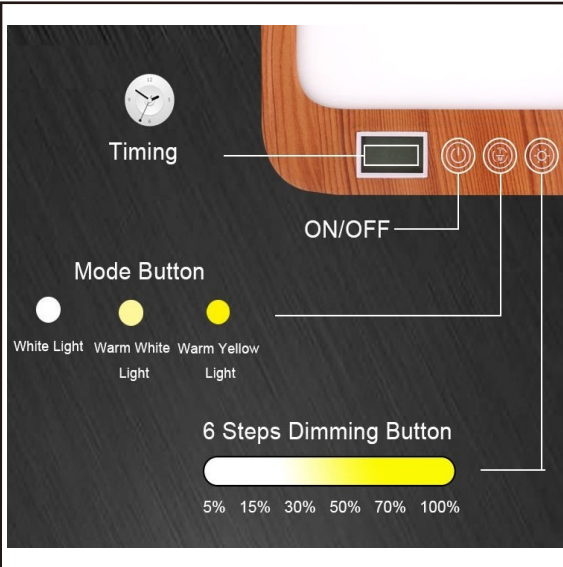 Timing
ON/OFF
Mode Button
White Light
Warm White
Light
Warm Yellow
Light
6 Steps Dimming Button
5% 15% 30% 50% 70% 100%